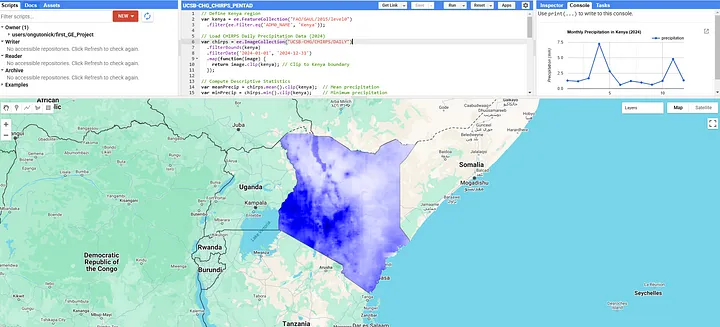 Scripts
Docs
Assets
NEW
Owner (1)
users/ongutonick/first_GE_Project
Writer
No accessible repositories. Click Refresh to check again.
Reader
No accessible repositories. Click Refresh to check again.
Archive
No accessible repositories. Click Refresh to check again.
Examples
UCSB-CHG_CHIRPS_PENTAD
Get Link
Save
Run
Reset
Apps
1 // Define Kenya region
2 var kenya = ee.FeatureCollection("FAO/GAUL/2015/level0")
3 .filter(ee.Filter.eq('ADM0_NAME', 'Kenya'));
4
5 // Load CHIRPS Daily Precipitation Data (2024)
6 var chirps = ee.ImageCollection("UCSB-CHG/CHIRPS/DAILY")
7 .filterBounds(kenya)
8 .filterDate('2024-01-01', '2024-12-31')
9 .map(function(image) {
10 return image.clip(kenya); // Clip to Kenya boundary
11 });
12
13 // Compute Descriptive Statistics
14 var meanPrecip = chirps.mean().clip(kenya); // Mean precipitation
15 var minPrecip = chirps.min().clip(kenya); // Minimum precipitation
Inspector
Console
Tasks
Use print(...) to write to this console.
Monthly Precipitation in Kenya (2024)
precipitation
Precipitation (mm)
7.5
5.0
2.5
0.0
5
10
Layers
Map
Satellite
African
Juba
Uganda
Kampala
Lake Victoria
Rwanda
Burundi
Democratic
Republic of
the Congo
Tanzania
Arusha
Dar es Salaam
Somalia
Mogadishu
Seychelles